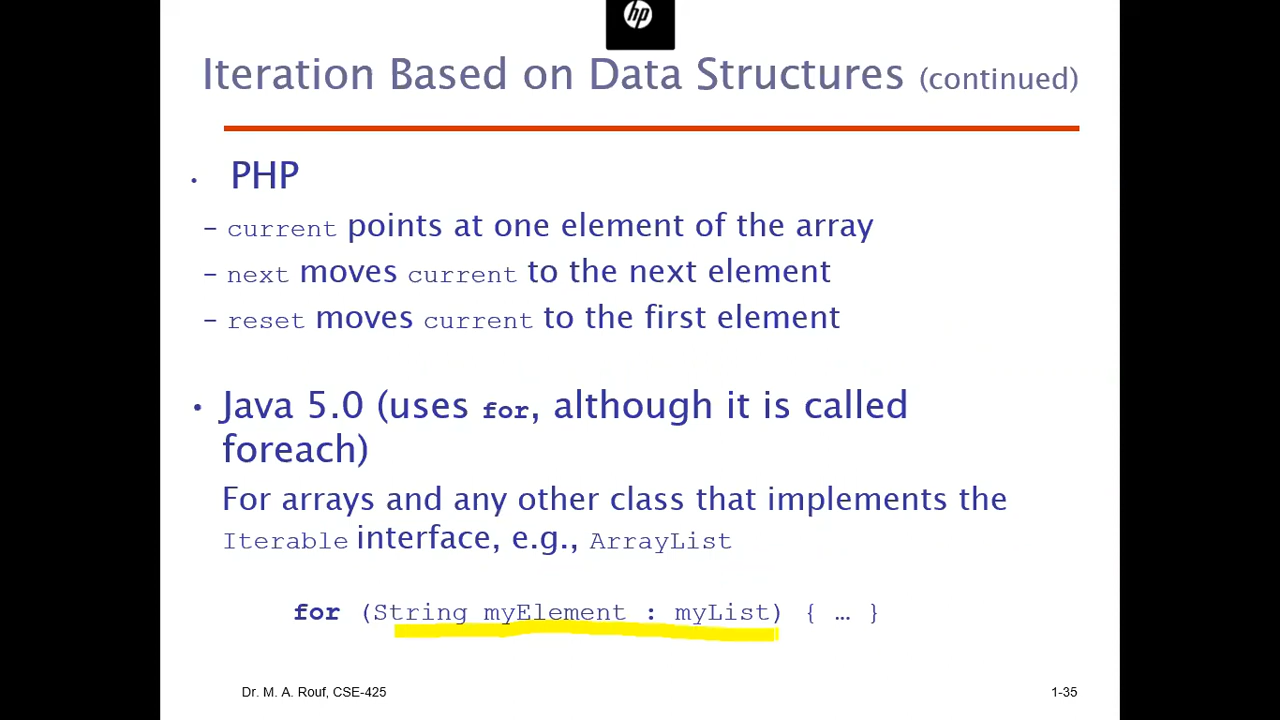 hp
Iteration Based on Data Structures (continued)
• PHP
– current points at one element of the array
– next moves current to the next element
– reset moves current to the first element
• Java 5.0 (uses for, although it is called
foreach)
For arrays and any other class that implements the
Iterable interface, e.g., ArrayList
for (String myElement : myList) { … }
Dr. M. A. Rouf, CSE-425
1-35